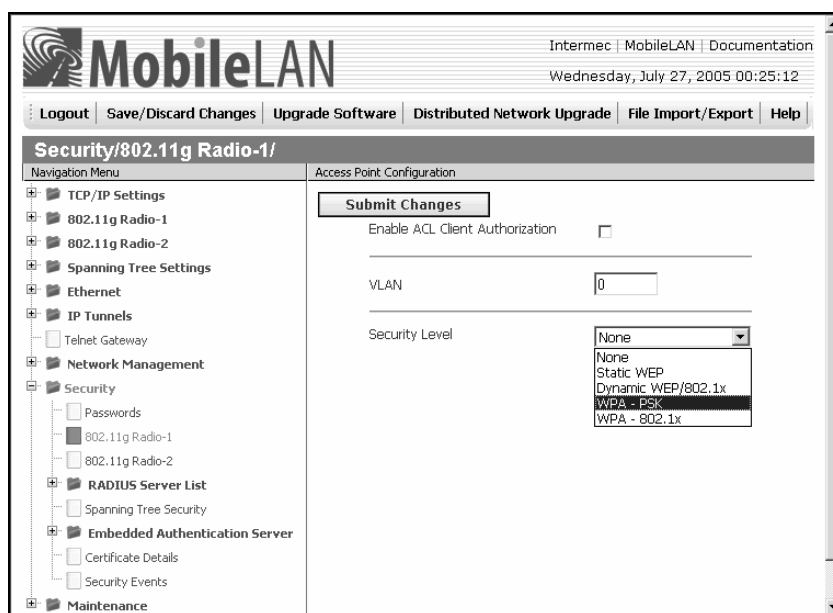 MobileLAN
Intermec | MobileLAN | Documentation
Wednesday, July 27, 2005 00:25:12
Logout | Save/Discard Changes | Upgrade Software | Distributed Network Upgrade | File Import/Export | Help
Security/802.11g Radio-1/
Navigation Menu
TCP/IP Settings
802.11g Radio-1
802.11g Radio-2
Spanning Tree Settings
Ethernet
IP Tunnels
Telnet Gateway
Network Management
Security
Passwords
802.11g Radio-1
802.11g Radio-2
RADIUS Server List
Spanning Tree Security
Embedded Authentication Server
Certificate Details
Security Events
Maintenance
Access Point Configuration
Submit Changes
Enable ACL Client Authorization
VLAN 0
Security Level None
None
Static WEP
Dynamic WEP/802.1x
WPA - PSK
WPA - 802.1x